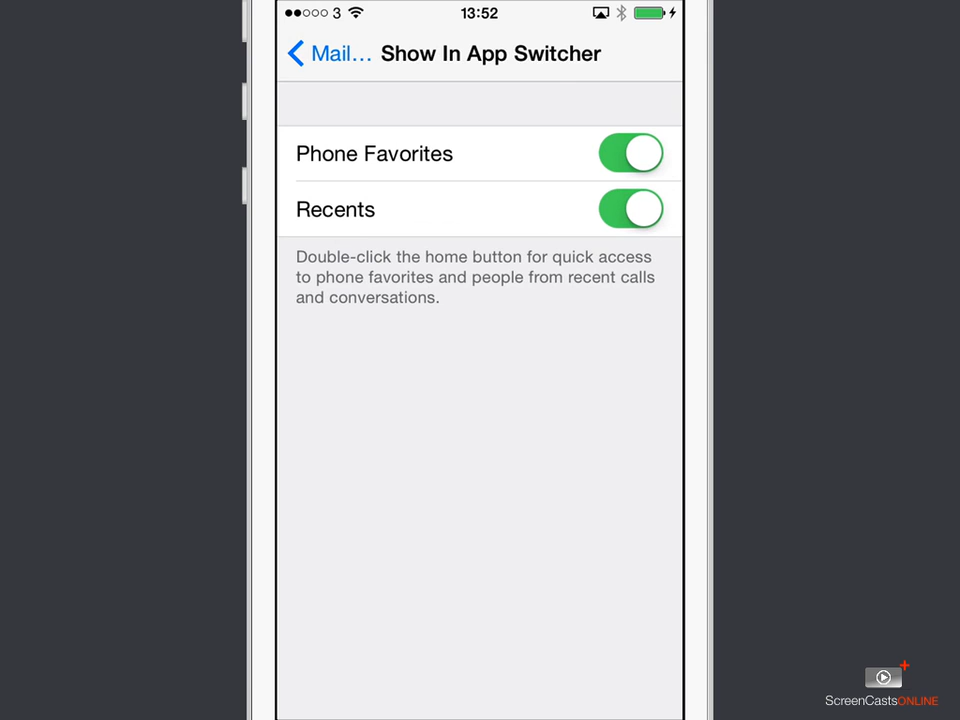 3 13:52
Mail... Show In App Switcher
Phone Favorites
Recents
Double-click the home button for quick access
to phone favorites and people from recent calls
and conversations.
ScreenCastsONLINE